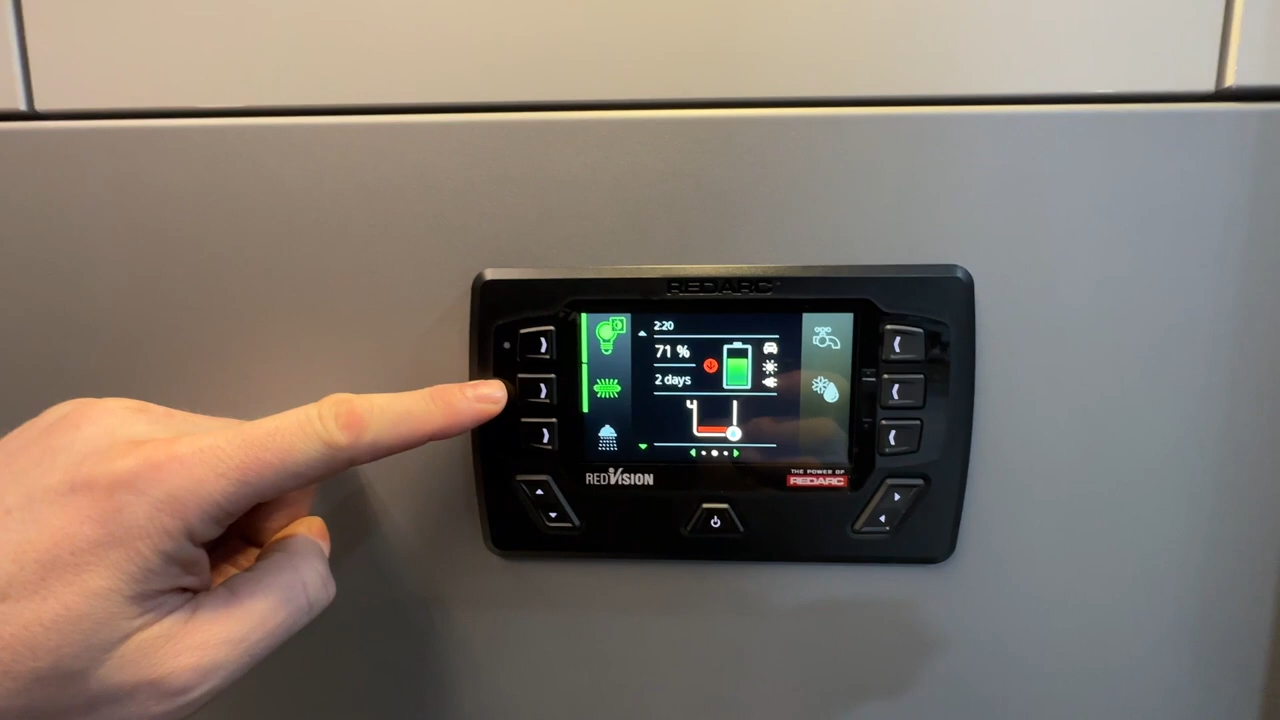 REDARC
2:20
71 %
2 days
REDVISION
THE POWER OF
REDARC